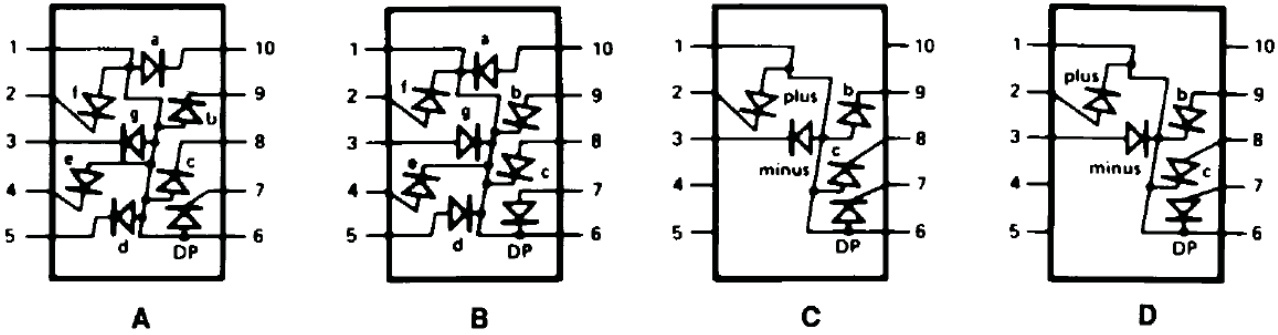 1 a 10
f
2 9
b
3 g 8
e c
4 7
5 d 6
DP
A
1 a 10
f b
2 9
g
3 8
e c
4 7
5 d 6
DP
B
1 10
2 plus b 9
3 8
c
minus
4 7
5 6
DP
C
1 10
plus
2 b 9
3 8
minus c
4 7
5 6
DP
D